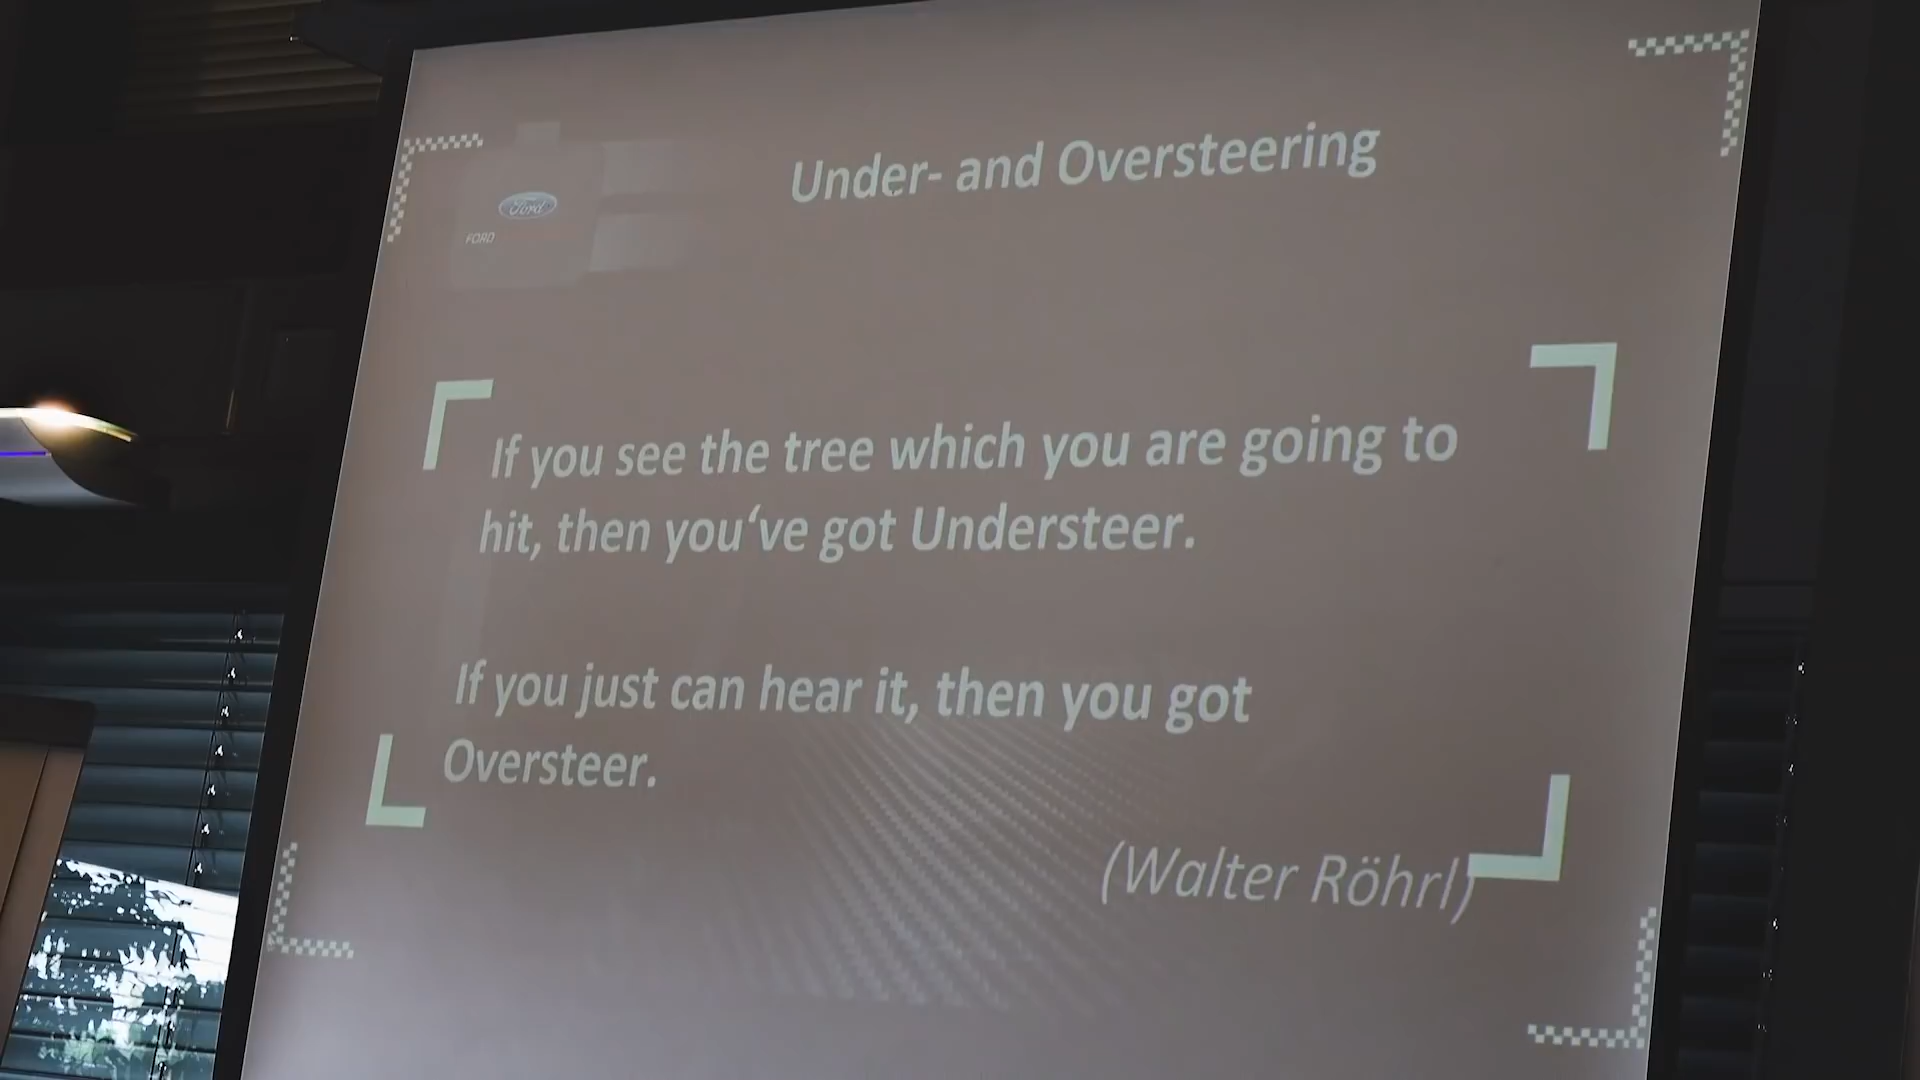 Under- and Oversteering
Ford
FORD
If you see the tree which you are going to
hit, then you‘ve got Understeer.
If you just can hear it, then you got
Oversteer.
(Walter Röhrl)